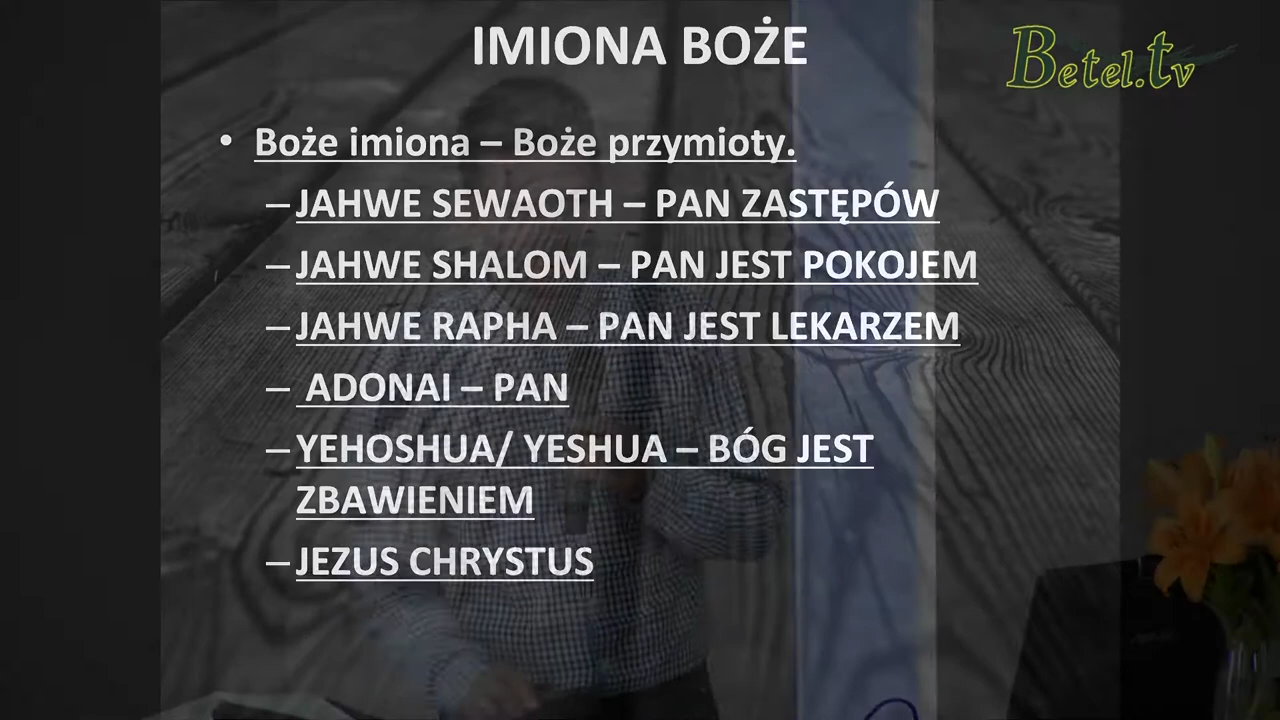 IMIONA BOŻE
Betel.tv
• Boże imiona – Boże przymioty.
– JAHWE SEWAOTH – PAN ZASTĘPÓW
– JAHWE SHALOM – PAN JEST POKOJEM
– JAHWE RAPHA – PAN JEST LEKARZEM
– ADONAI – PAN
– YEHOSHUA/ YESHUA – BÓG JEST
ZBAWIENIEM
– JEZUS CHRYSTUS